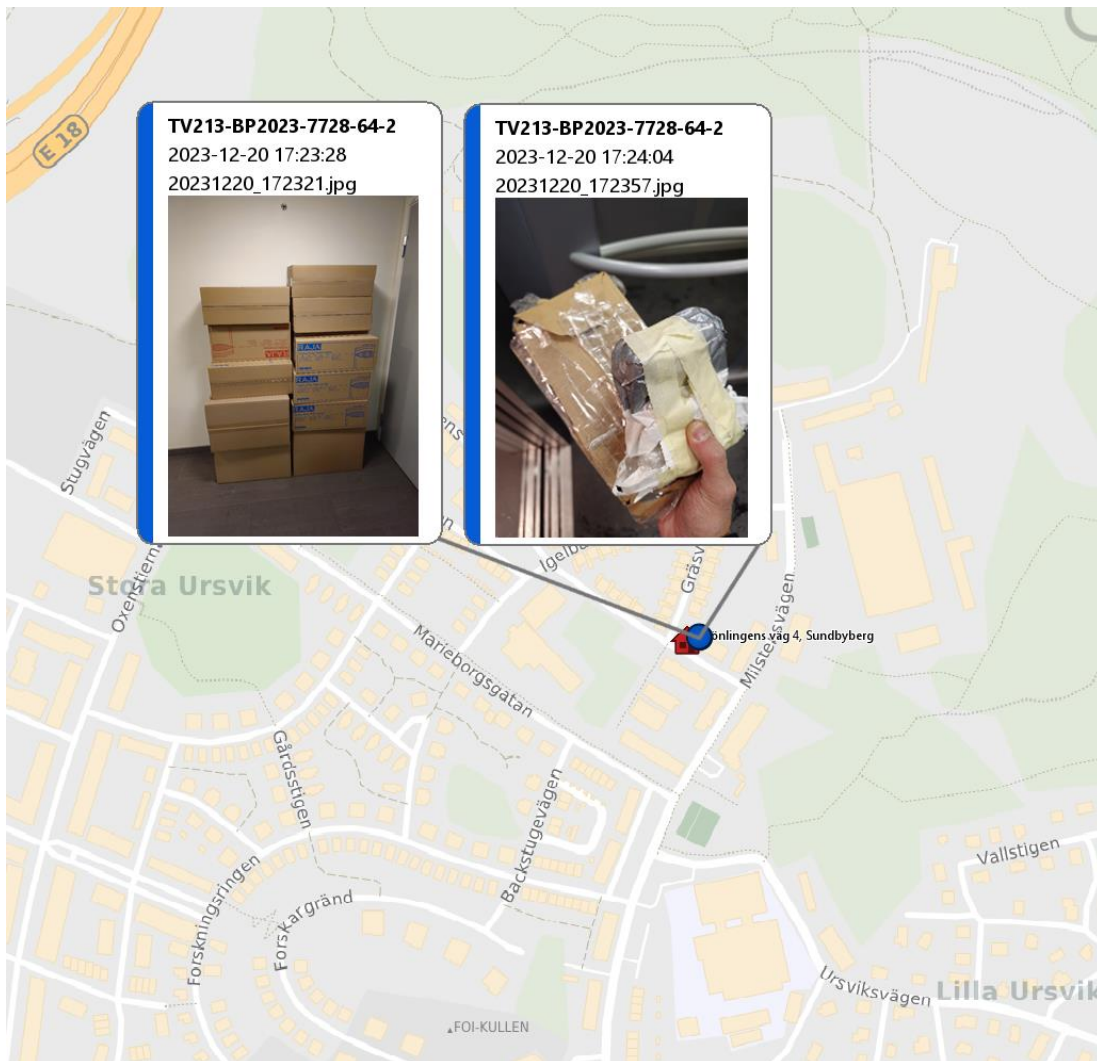 E 18
TV213-BP2023-7728-64-2
2023-12-20 17:23:28
20231220_172321.jpg
RAJA
RAJA
RAJA
TV213-BP2023-7728-64-2
2023-12-20 17:24:04
20231220_172357.jpg
Stugvägen
Stora Ursvik
Marieborgsgatan
önlingens väg 4, Sundbyberg
Milstensvägen
Gårdsstigen
Backstugevägen
Forskningsringen
Forskargränd
Vallstigen
Ursviksvägen
Lilla Ursvik
FOI-KULLEN